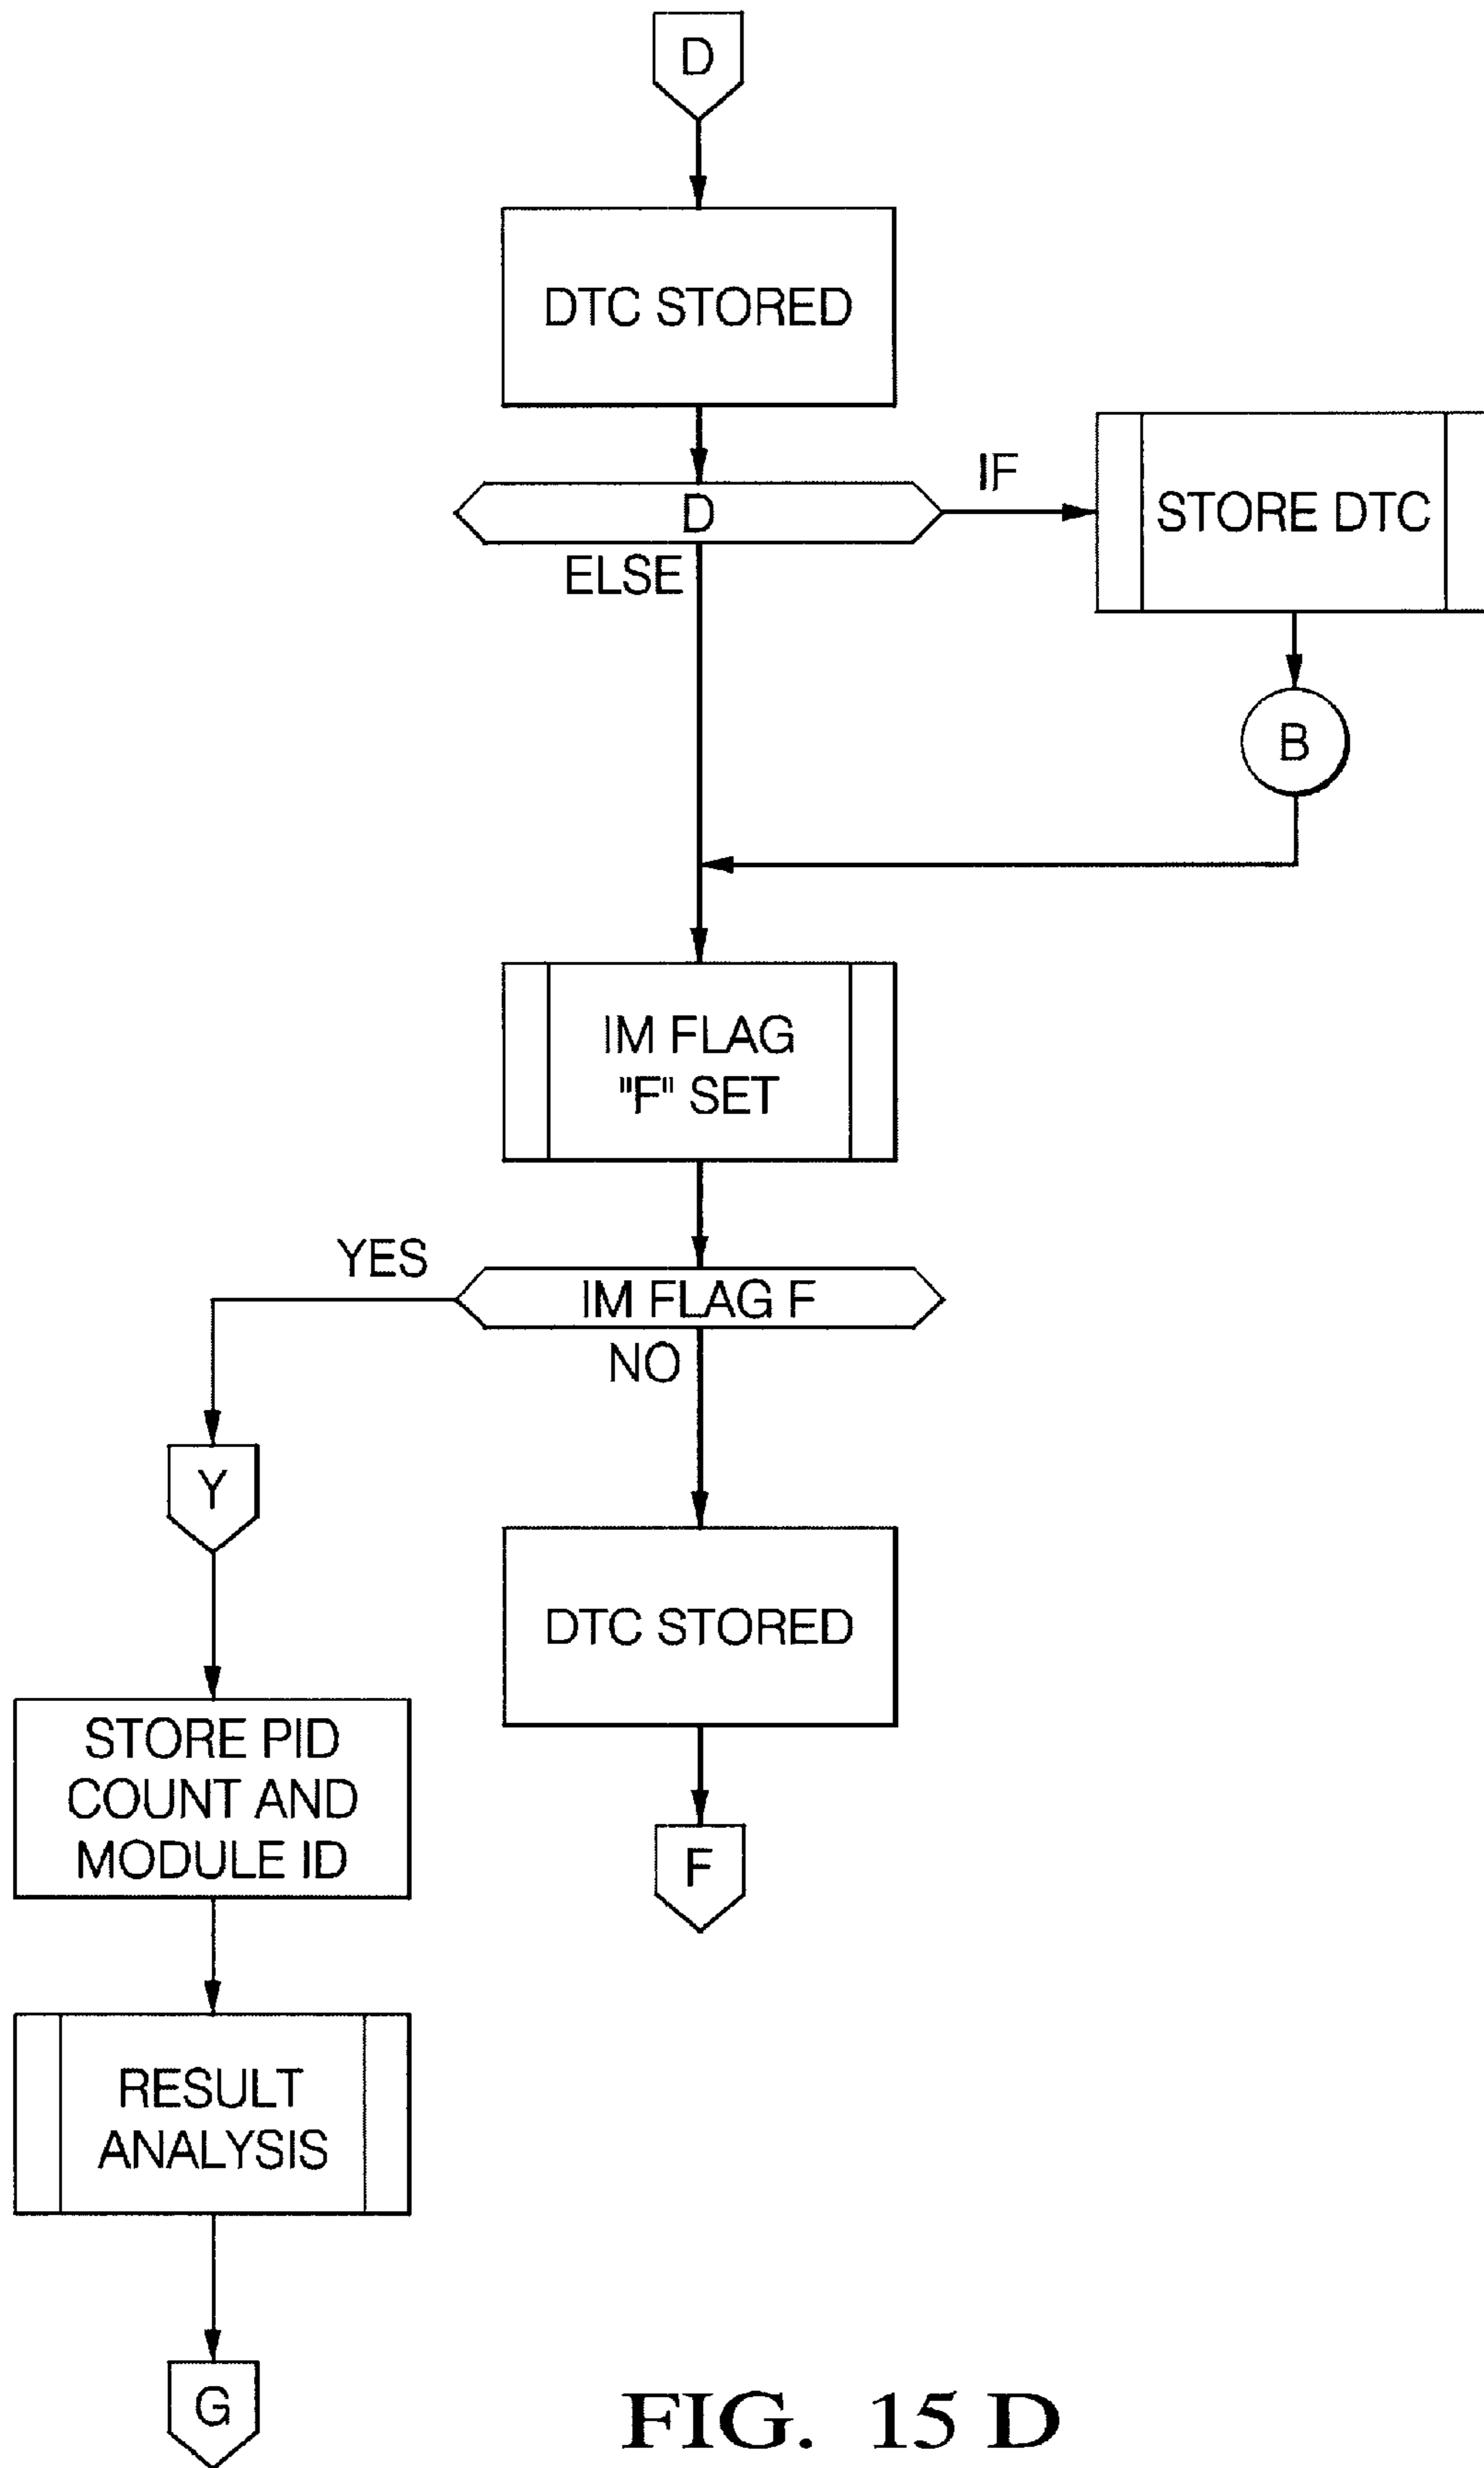 D
DTC STORED
D
IF
STORE DTC
ELSE
B
IM FLAG
"F" SET
YES
IM FLAG F
NO
Y
DTC STORED
STORE PID
COUNT AND
MODULE ID
F
RESULT
ANALYSIS
G
FIG. 15 D